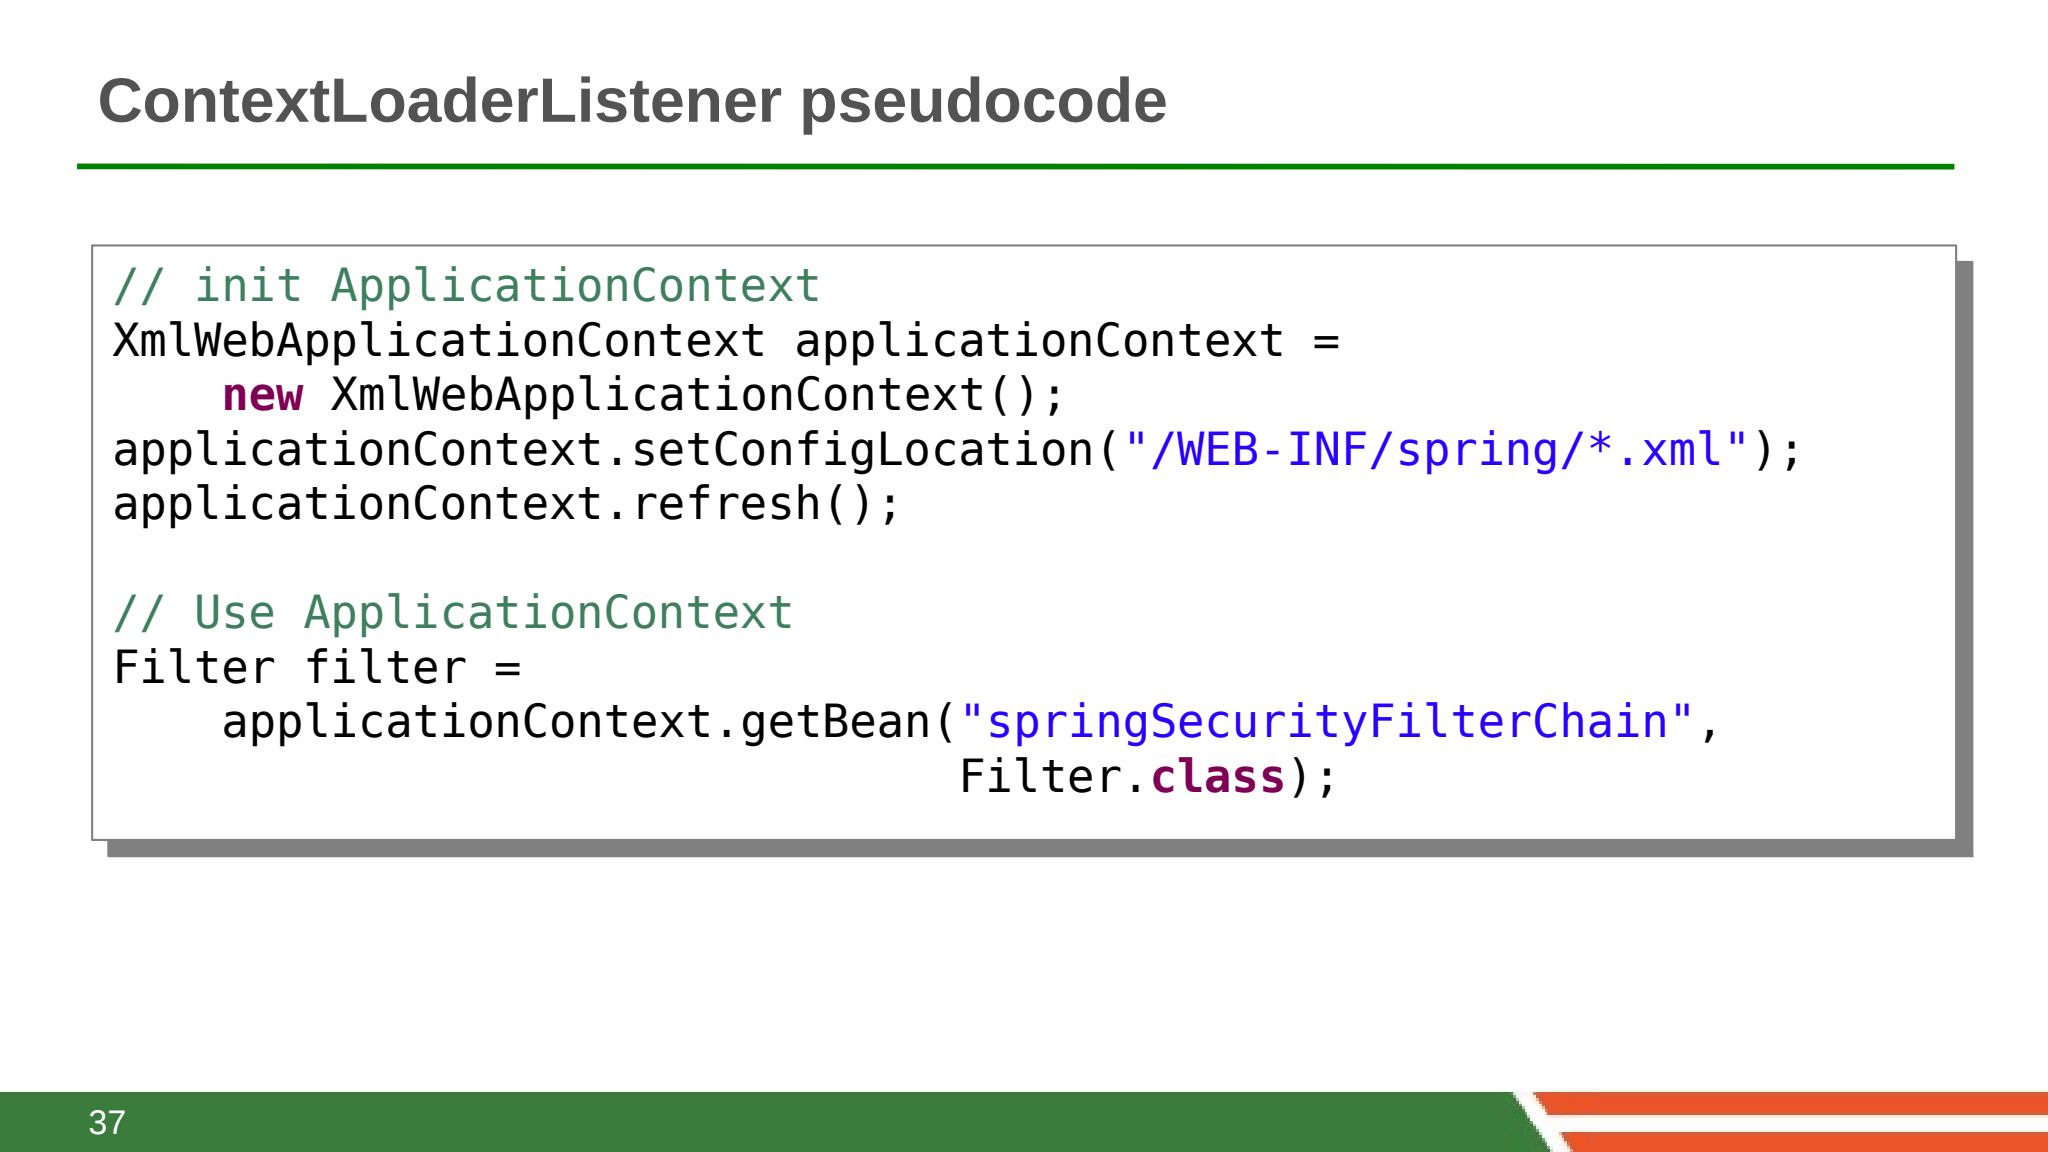 ContextLoaderListener pseudocode
// init ApplicationContext
XmlWebApplicationContext applicationContext =
    new XmlWebApplicationContext();
applicationContext.setConfigLocation("/WEB-INF/spring/*.xml");
applicationContext.refresh();
// Use ApplicationContext
Filter filter =
    applicationContext.getBean("springSecurityFilterChain",
                               Filter.class);
37